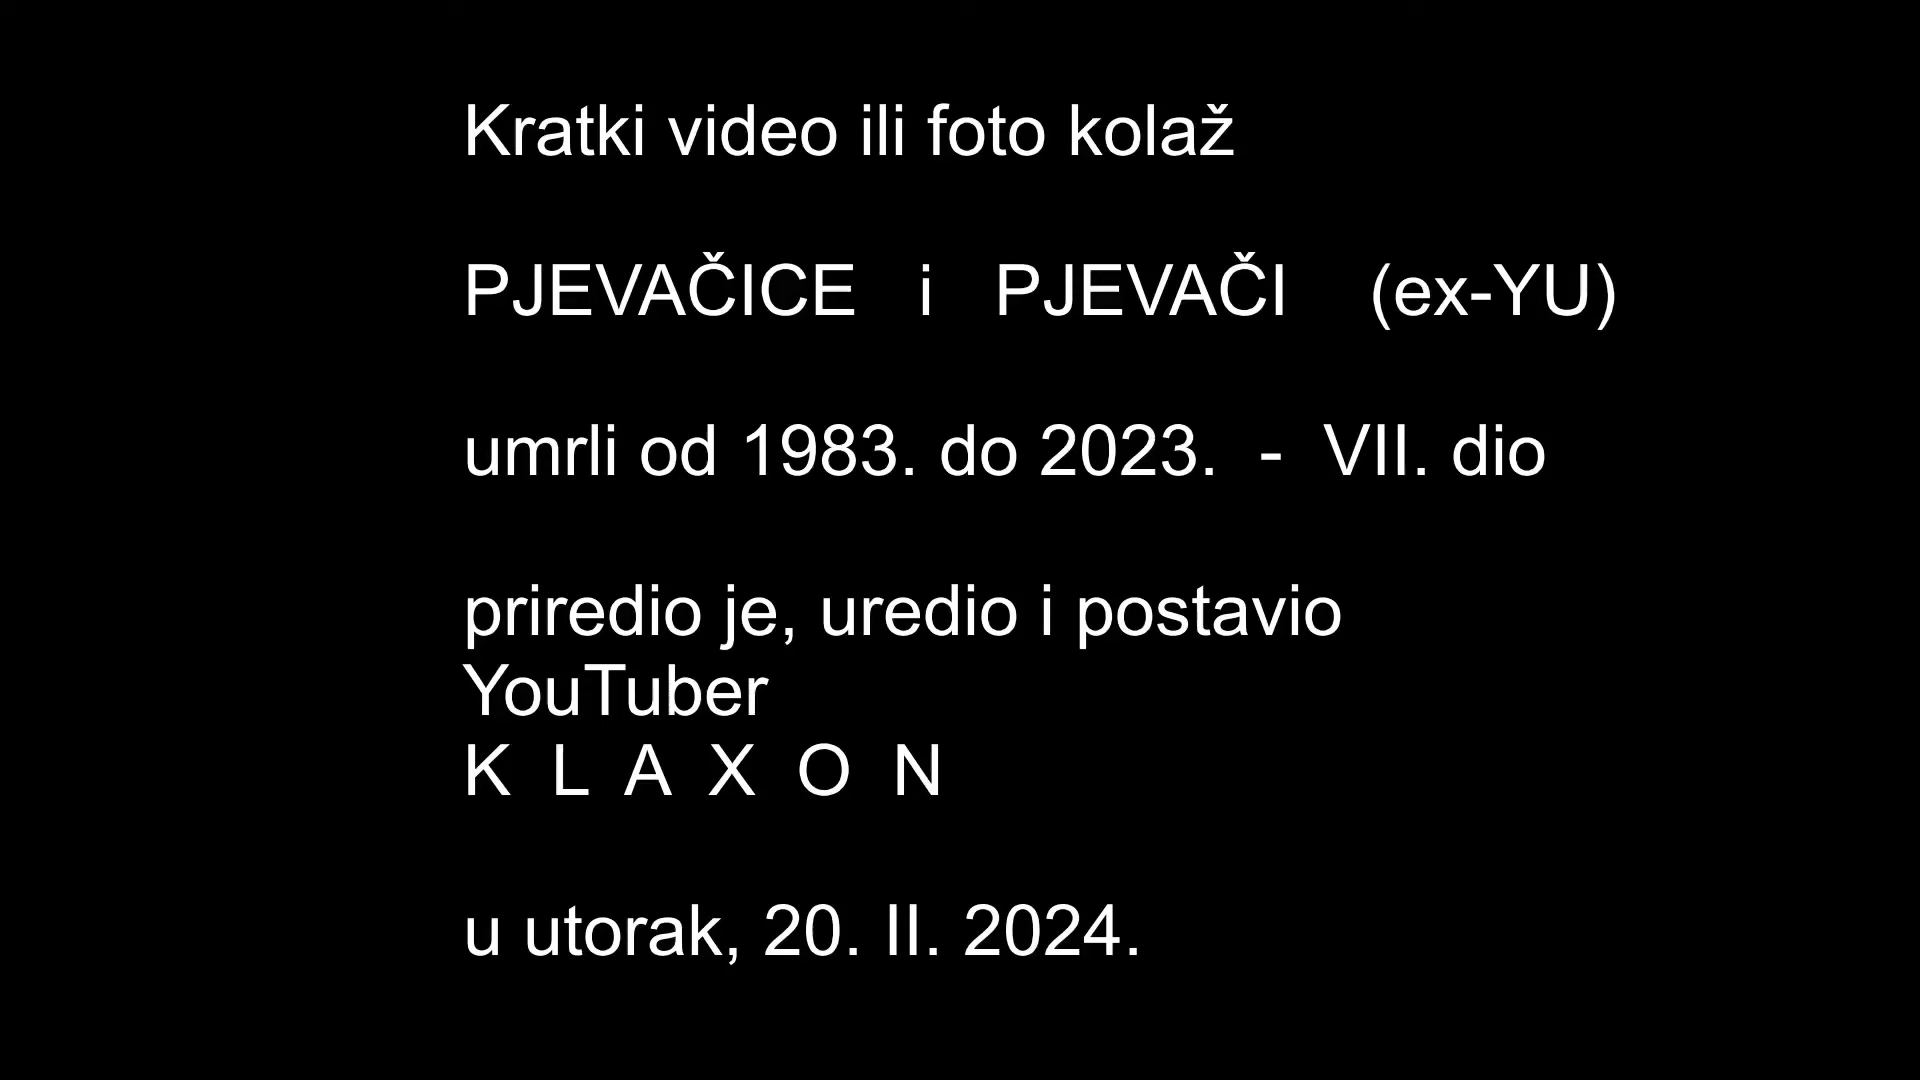 Kratki video ili foto kolaž
PJEVAČICE i PJEVAČI (ex-YU)
umrli od 1983. do 2023. - VII. dio
priredio je, uredio i postavio
YouTuber
K L A X O N
u utorak, 20. II. 2024.